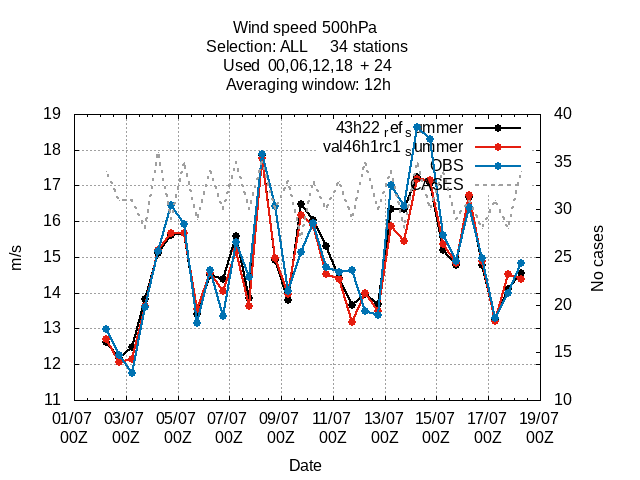 Wind speed 500hPa
Selection: ALL 34 stations
Used 00,06,12,18 + 24
Averaging window: 12h
19 40
18 35
17 30
16 25
15 20
14 15
13 10
12
11
43h22ref summer
val46h1rc1summer
OBS
CASES
m/s
No cases
01/07 03/07 05/07 07/07 09/07 11/07 13/07 15/07 17/07 19/07
00Z 00Z 00Z 00Z 00Z 00Z 00Z 00Z 00Z 00Z
Date